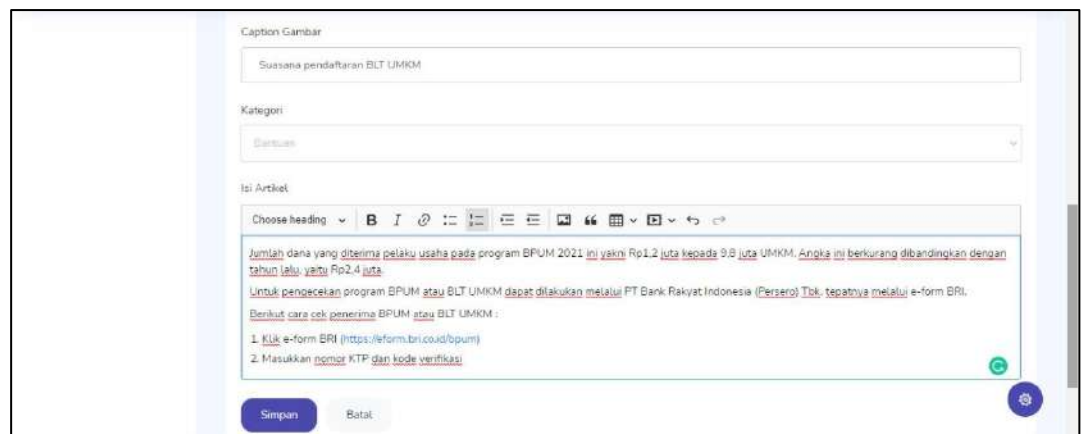 Caption Gambar
Suasana pendaftaran BLT UMKM
Kategori
Bantuan
Isi Artikel
Choose heading
Jumlah dana yang diterima pelaku usaha pada program BPUM 2021 ini yakni Rp1,2 juta kepada 9,8 juta UMKM. Angka ini berkurang dibandingkan dengan
tahun lalu, yaitu Rp2,4 juta.
Untuk pengecekan program BPUM atau BLT UMKM dapat dilakukan melalui PT Bank Rakyat Indonesia (Persero) Tbk, tepatnya melalui e-form BRI.
Berikut cara cek penerima BPUM atau BLT UMKM :
1. Klik e-form BRI (https://eform.bri.co.id/bpum)
2. Masukkan nomor KTP dan kode verifikasi
Simpan Batal